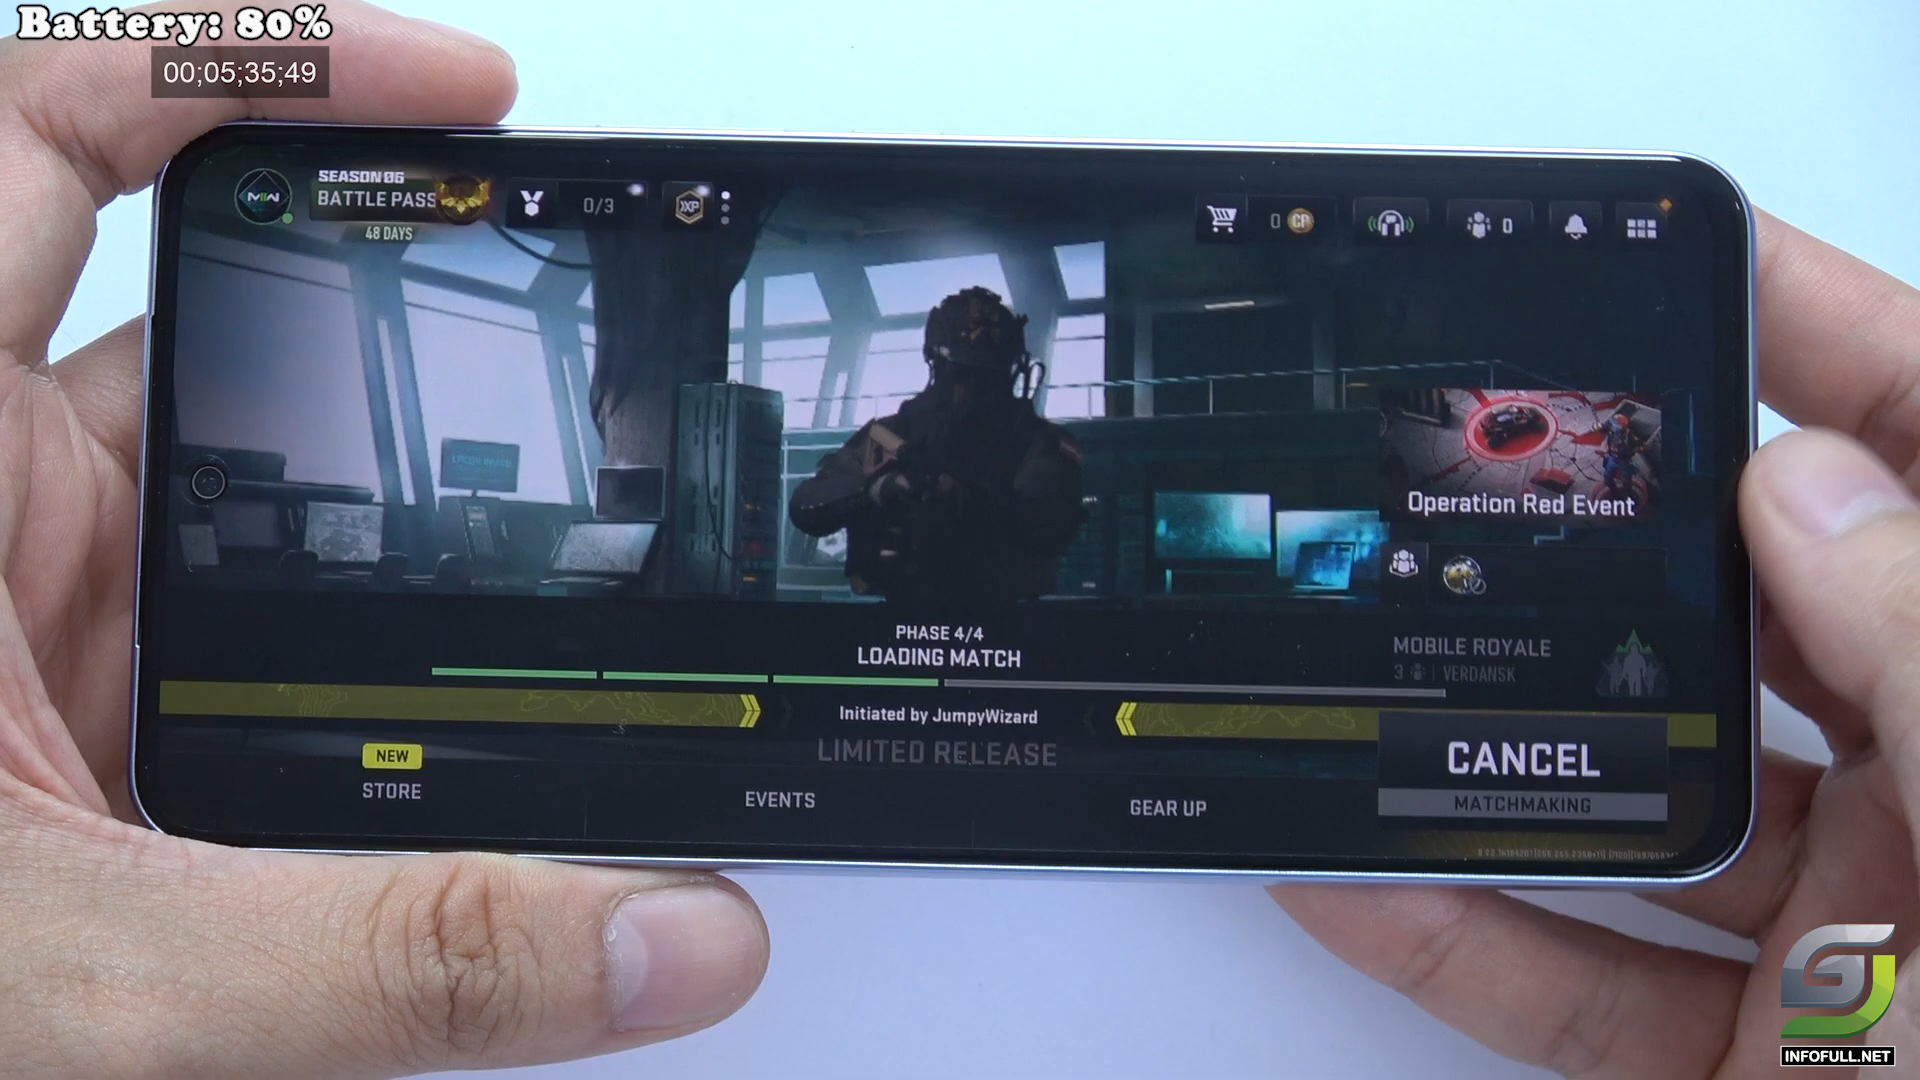 Battery: 80%
00;05;35;49
SEASON 06
BATTLE PASS
48 DAYS
0/3
XP
0 CP
0
Operation Red Event
PHASE 4/4
LOADING MATCH
MOBILE ROYALE
3 | VERDANSK
Initiated by JumpyWizard
LIMITED RELEASE
NEW
STORE
EVENTS
GEAR UP
CANCEL
MATCHMAKING
INFOFULL.NET